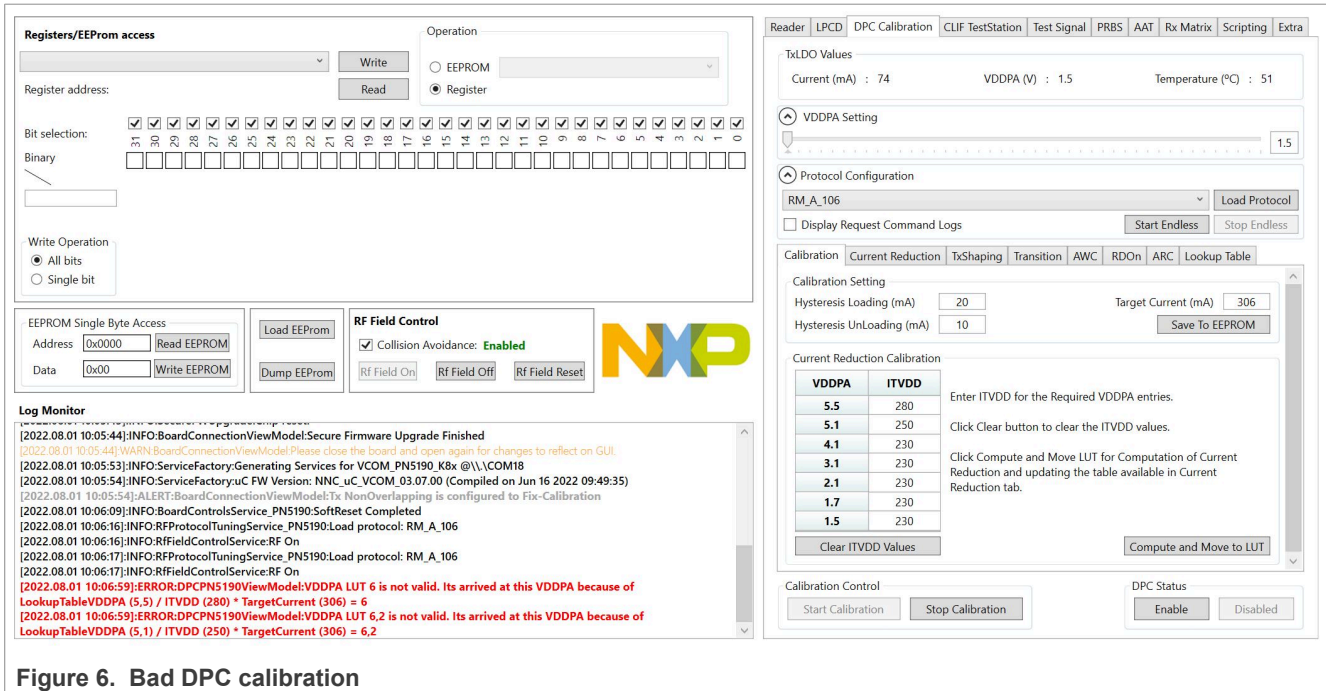 Registers/EEProm access
Write
Register address:
Read
Operation
EEPROM
Register
Bit selection:
31 30 29 28 27 26 25 24 23 22 21 20 19 18 17 16 15 14 13 12 11 10 9 8 7 6 5 4 3 2 1 0
Binary
Write Operation
All bits
Single bit
EEPROM Single Byte Access
Address 0x0000 Read EEPROM
Data 0x00 Write EEPROM
Load EEProm
Dump EEProm
RF Field Control
Collision Avoidance: Enabled
Rf Field On Rf Field Off Rf Field Reset
NXP
Log Monitor
[2022.08.01 10:05:44]:INFO:BoardConnectionViewModel:Secure Firmware Upgrade Finished
[2022.08.01 10:05:44]:WARN:BoardConnectionViewModel:Please close the board and open again for changes to reflect on GUI.
[2022.08.01 10:05:53]:INFO:ServiceFactory:Generating Services for VCOM_PN5190_K8x @\\.\COM18
[2022.08.01 10:05:54]:INFO:ServiceFactory:uC FW Version: NNC_uC_VCOM_03.07.00 (Compiled on Jun 16 2022 09:49:35)
[2022.08.01 10:05:54]:ALERT:BoardConnectionViewModel:Tx NonOverlapping is configured to Fix-Calibration
[2022.08.01 10:06:09]:INFO:BoardControlsService_PN5190:SoftReset Completed
[2022.08.01 10:06:16]:INFO:RFProtocolTuningService_PN5190:Load protocol: RM_A_106
[2022.08.01 10:06:16]:INFO:RfFieldControlService:RF On
[2022.08.01 10:06:17]:INFO:RFProtocolTuningService_PN5190:Load protocol: RM_A_106
[2022.08.01 10:06:17]:INFO:RfFieldControlService:RF On
[2022.08.01 10:06:59]:ERROR:DPCPN5190ViewModel:VDDPA LUT 6 is not valid. Its arrived at this VDDPA because of
LookupTableVDDPA (5,5) / ITVDD (280) * TargetCurrent (306) = 6
[2022.08.01 10:06:59]:ERROR:DPCPN5190ViewModel:VDDPA LUT 6,2 is not valid. Its arrived at this VDDPA because of
LookupTableVDDPA (5,1) / ITVDD (250) * TargetCurrent (306) = 6,2
Reader LPCD DPC Calibration CLIF TestStation Test Signal PRBS AAT Rx Matrix Scripting Extra
TxLDO Values
Current (mA) : 74 VDDPA (V) : 1.5 Temperature (ºC) : 51
VDDPA Setting
1.5
Protocol Configuration
RM_A_106 Load Protocol
Display Request Command Logs Start Endless Stop Endless
Calibration Current Reduction TxShaping Transition AWC RDOn ARC Lookup Table
Calibration Setting
Hysteresis Loading (mA) 20 Target Current (mA) 306
Hysteresis UnLoading (mA) 10 Save To EEPROM
Current Reduction Calibration
VDDPA ITVDD
5.5 280
5.1 250
4.1 230
3.1 230
2.1 230
1.7 230
1.5 230
Enter ITVDD for the Required VDDPA entries.
Click Clear button to clear the ITVDD values.
Click Compute and Move LUT for Computation of Current
Reduction and updating the table available in Current
Reduction tab.
Clear ITVDD Values Compute and Move to LUT
Calibration Control
Start Calibration Stop Calibration
DPC Status
Enable Disabled
Figure 6. Bad DPC calibration